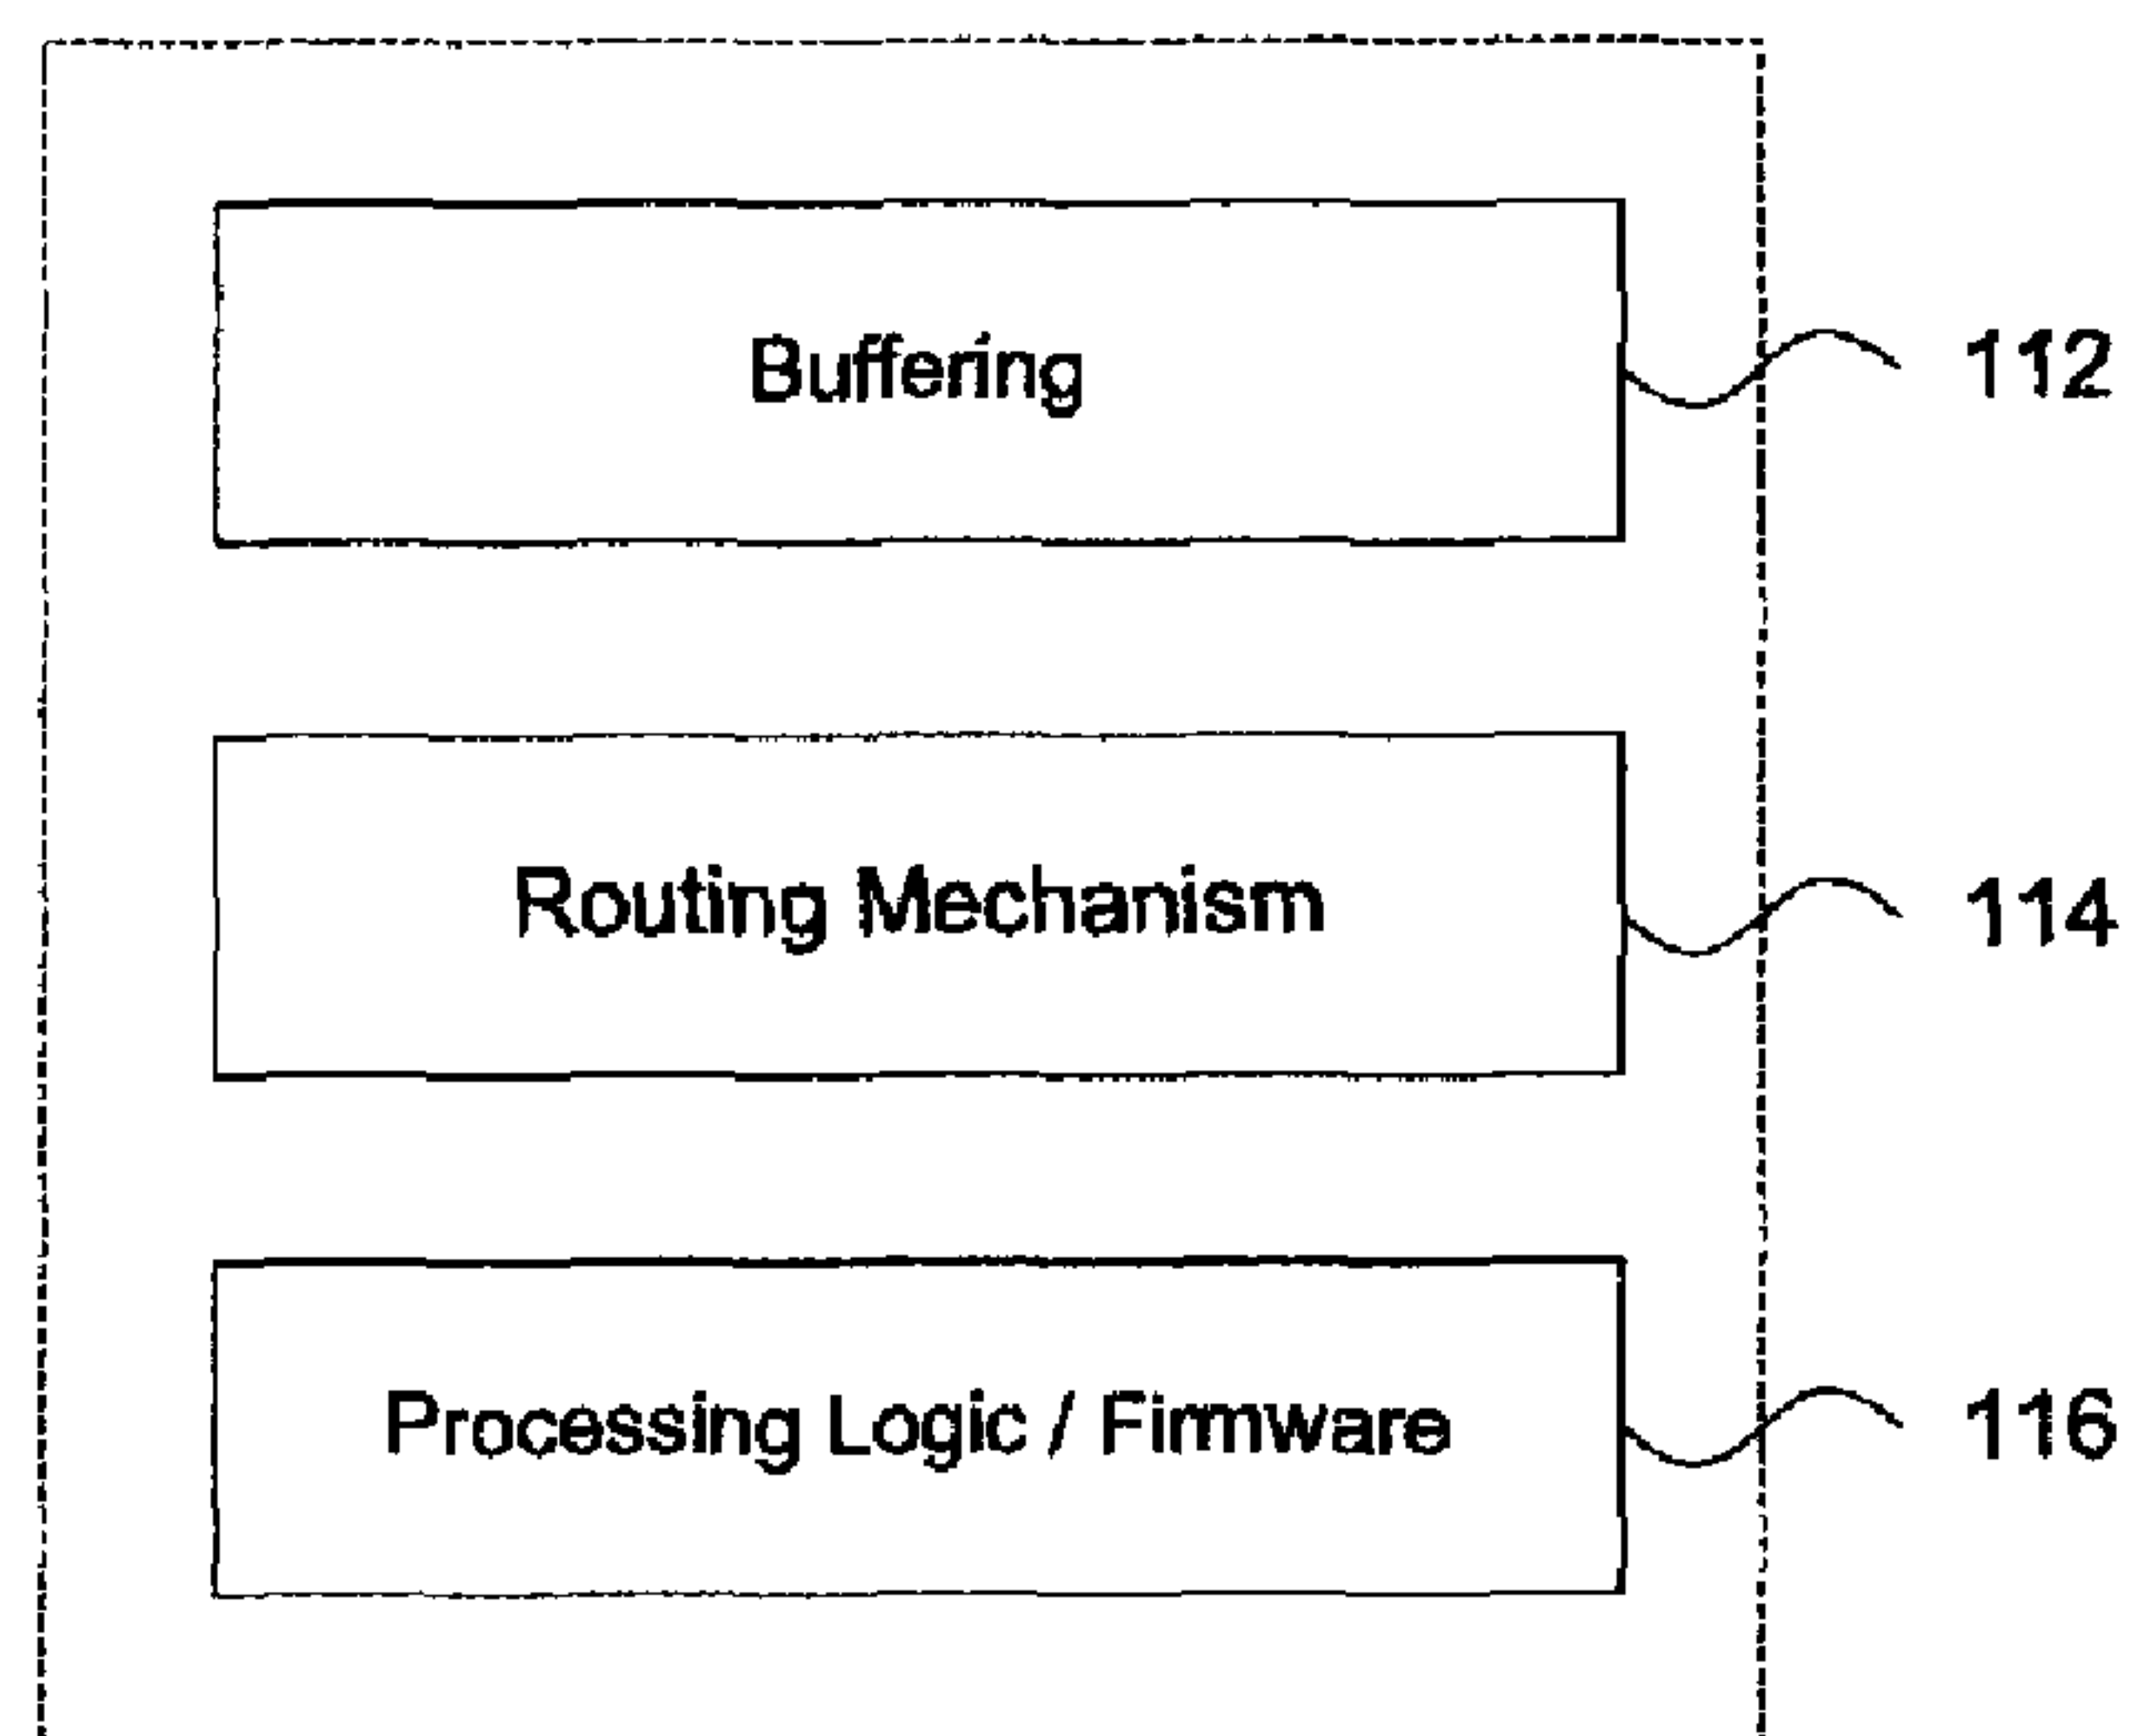 Buffering
112
Routing Mechanism
114
Processing Logic / Firmware
116